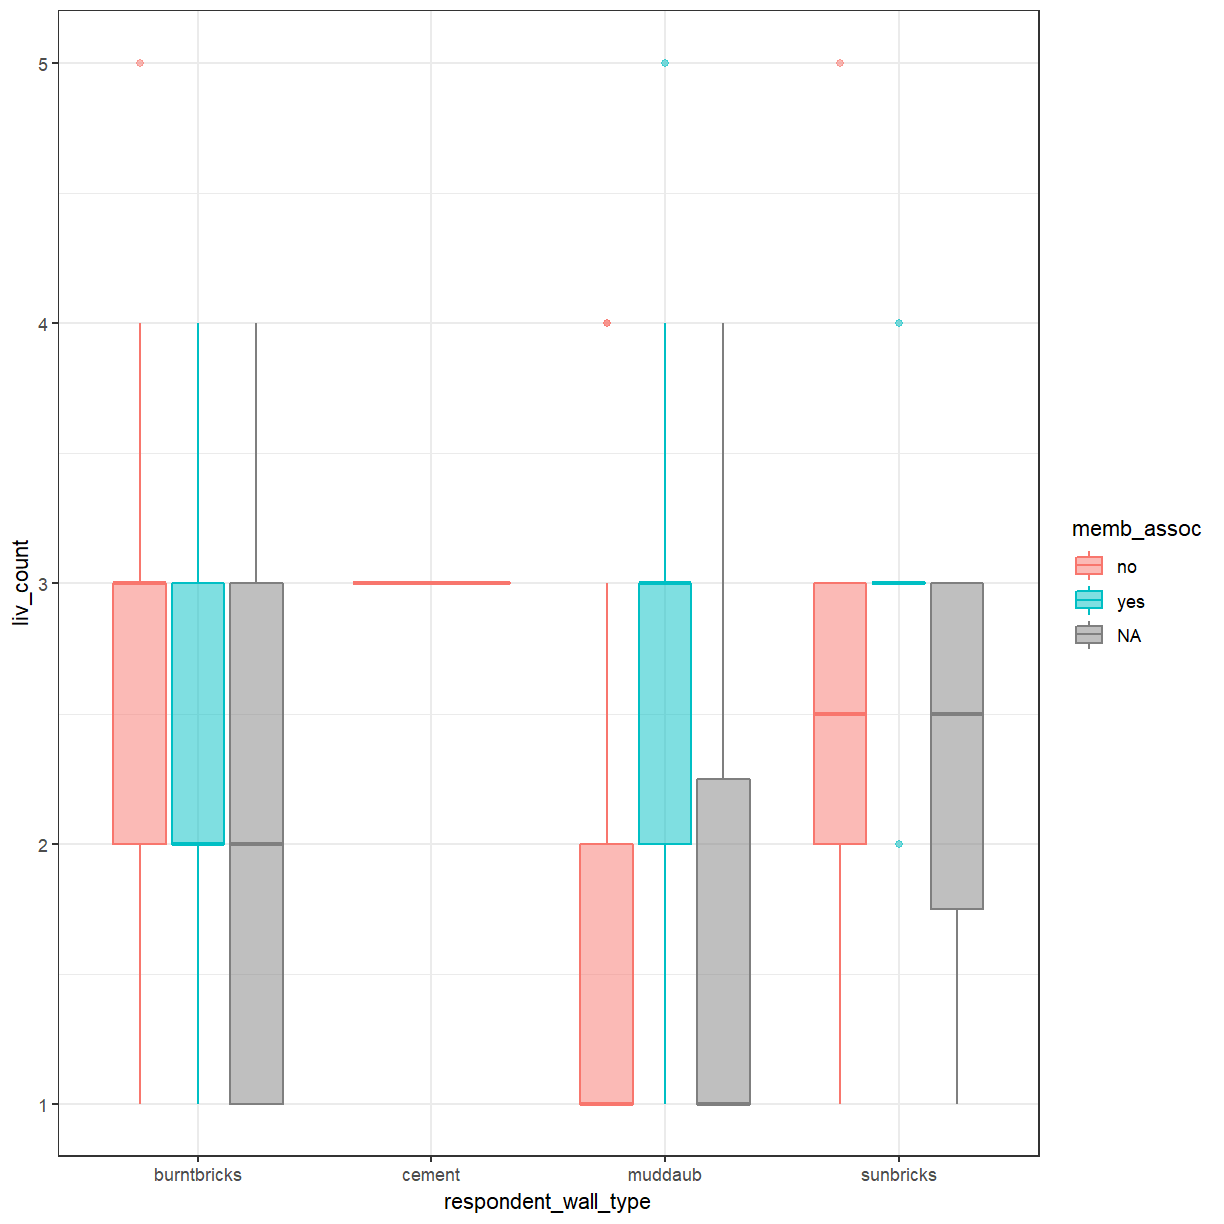 5
4
3
2
1
liv_count
burntbricks cement muddaub sunbricks
respondent_wall_type
memb_assoc
no
yes
NA